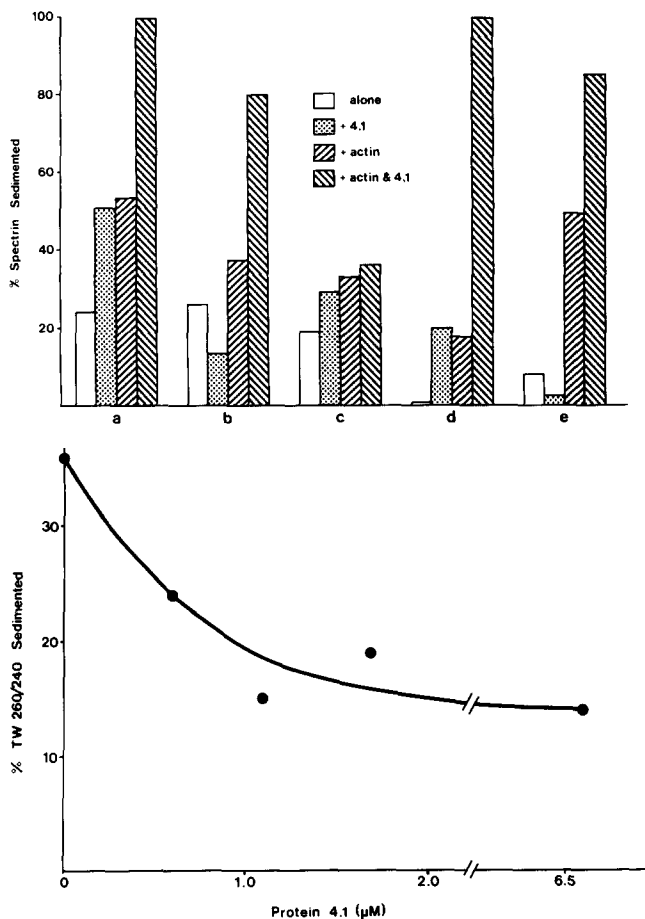 100
80
60
40
20
% Spectrin Sedimented
alone
+ 4.1
+ actin
+ actin & 4.1
a b c d e
30
20
10
% TW 260/240 Sedimented
0 1.0 2.0 6.5
Protein 4.1 (μM)